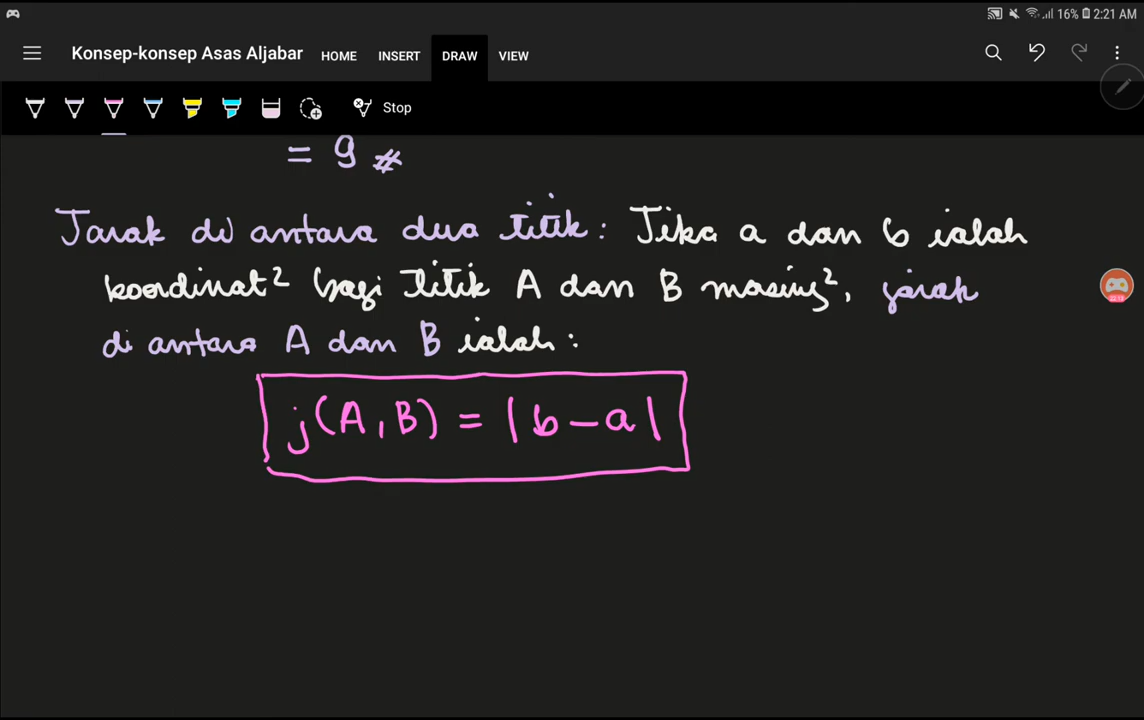 16% 2:21 AM
Konsep-konsep Asas Aljabar HOME INSERT DRAW VIEW
Stop
= 9 #
Jarak di antara dua titik: Jika a dan b ialah
koordinat² bagi titik A dan B masing², jarak
di antara A dan B ialah:
j(A,B) = |b-a|